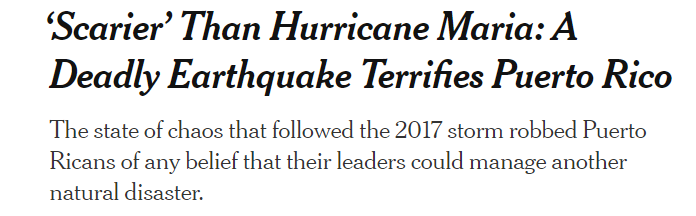 ‘Scarier’ Than Hurricane Maria: A
Deadly Earthquake Terrifies Puerto Rico
The state of chaos that followed the 2017 storm robbed Puerto
Ricans of any belief that their leaders could manage another
natural disaster.